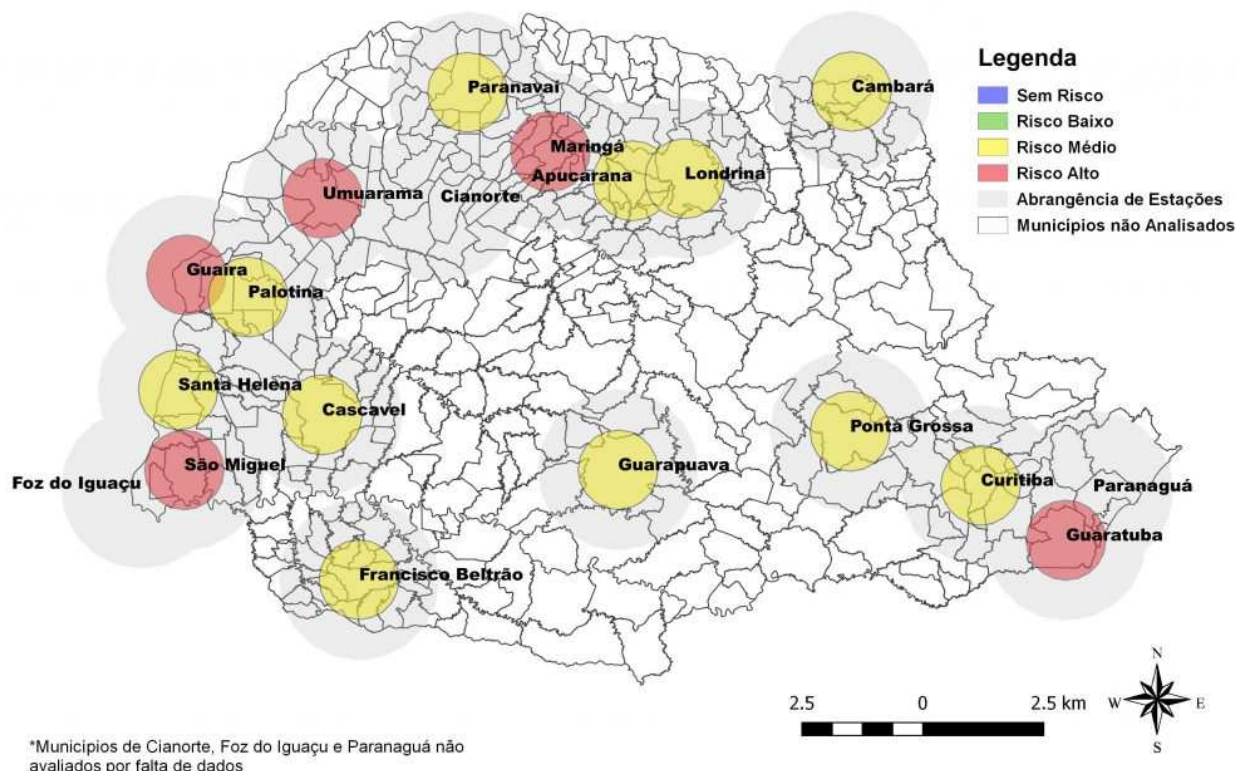 Legenda
Sem Risco
Risco Baixo
Risco Médio
Risco Alto
Abrangência de Estações
Municípios não Analisados
Paranavaí
Cambará
Maringá
Apucarana
Londrina
Umuarama
Cianorte
Guaíra
Palotina
Santa Helena
Cascavel
Ponta Grossa
São Miguel
Guarapuava
Foz do Iguaçu
Curitiba
Paranaguá
Guaratuba
Francisco Beltrão
N
W
E
S
2.5 0 2.5 km
*Municípios de Cianorte, Foz do Iguaçu e Paranaguá não
avaliados por falta de dados